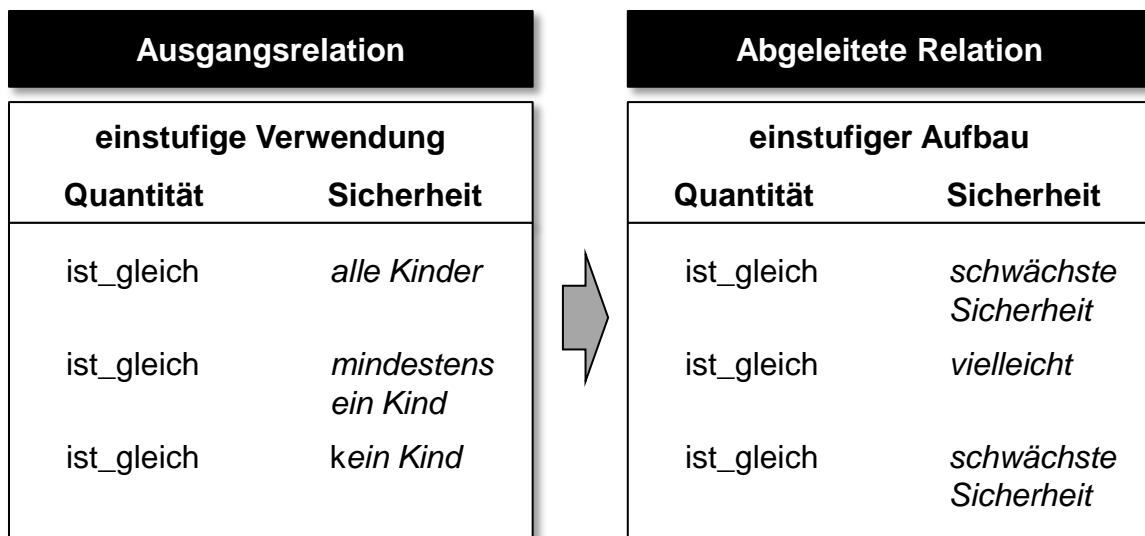 Ausgangsrelation
einstufige Verwendung
Quantität Sicherheit
ist_gleich alle Kinder
ist_gleich mindestens
ein Kind
ist_gleich kein Kind
Abgeleitete Relation
einstufiger Aufbau
Quantität Sicherheit
ist_gleich schwächste
Sicherheit
ist_gleich vielleicht
ist_gleich schwächste
Sicherheit